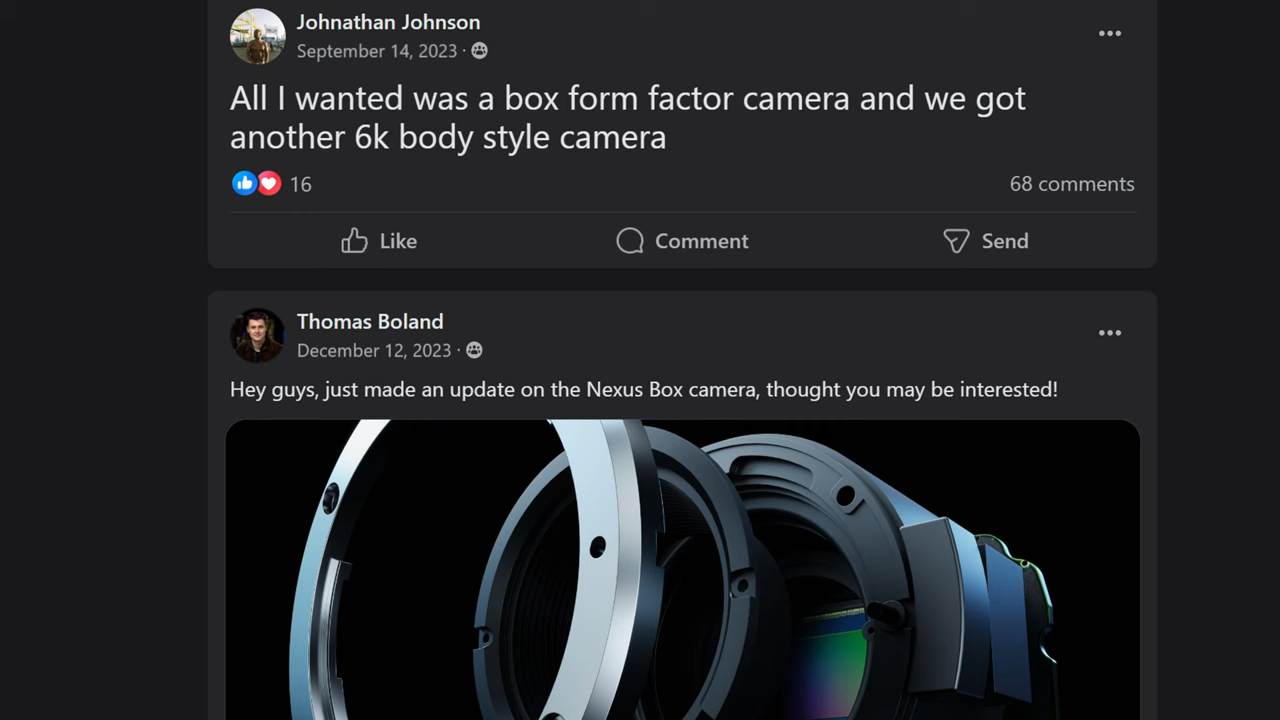 Johnathan Johnson
September 14, 2023 ·
All I wanted was a box form factor camera and we got
another 6k body style camera
16
68 comments
Like
Comment
Send
Thomas Boland
December 12, 2023 ·
Hey guys, just made an update on the Nexus Box camera, thought you may be interested!